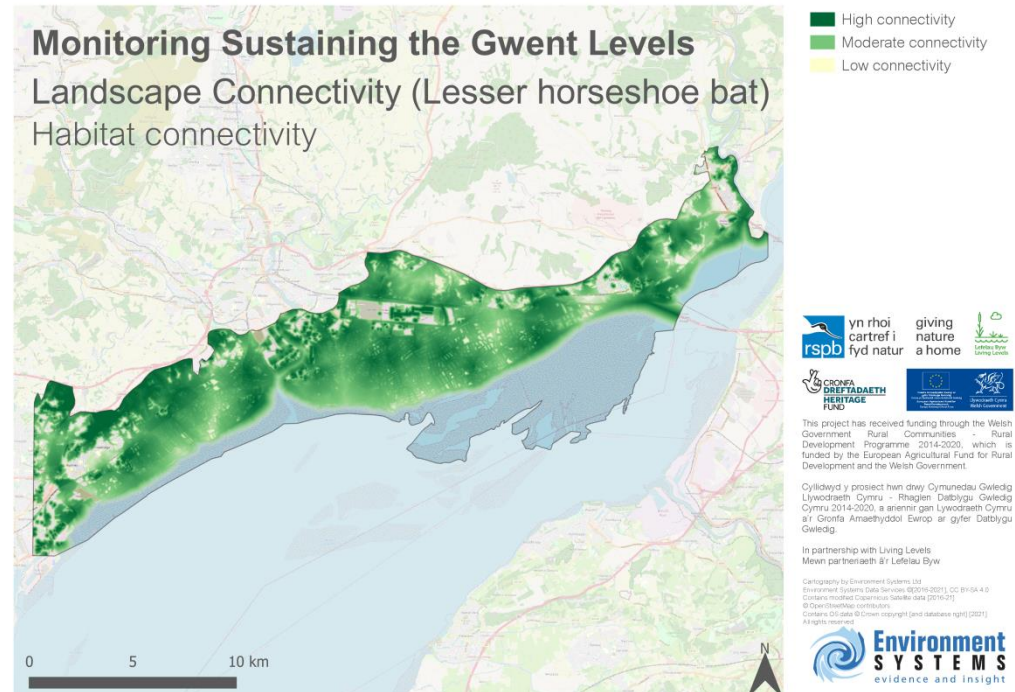 Monitoring Sustaining the Gwent Levels
Landscape Connectivity (Lesser horseshoe bat)
Habitat connectivity
High connectivity
Moderate connectivity
Low connectivity
0 5 10 km
N
rspb
yn rhoi
cartref i
fyd natur
giving
nature
a home
Lefelau Byw
Living Levels
CRONFA
DREFTADAETH
HERITAGE
FUND
Llywodraeth Cymru
Welsh Government
This project has received funding through the Welsh
Government Rural Communities - Rural
Development Programme 2014-2020, which is
funded by the European Agricultural Fund for Rural
Development and the Welsh Government.
Cyllidwyd y prosiect hwn drwy Cymunedau Gwledig
Llywodraeth Cymru - Rhaglen Datblygu Gwledig
Cymru 2014-2020, a ariennir gan Lywodraeth Cymru
a'r Gronfa Amaethyddol Ewrop ar gyfer Datblygu
Gwledig.
In partnership with Living Levels
Mewn partneriaeth â'r Lefelau Byw
Cartography by Environment Systems Ltd
Environment Systems Data Services ©[2016-2021], CC BY-SA 4.0
Contains modified Copernicus Satellite data [2016-21]
© OpenStreetMap contributors
Contains OS data © Crown copyright [and database right] [2021]
All rights reserved
Environment
SYSTEMS
evidence and insight